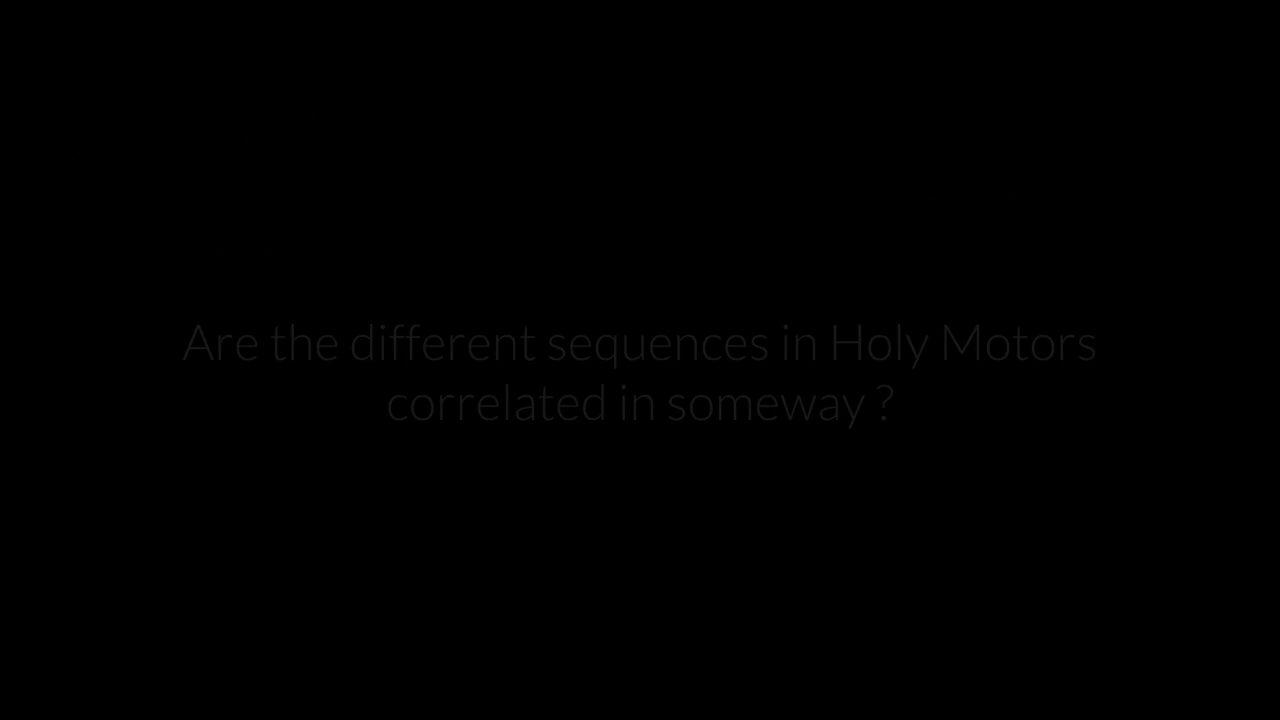 Are the different sequences in Holy Motors
correlated in someway ?